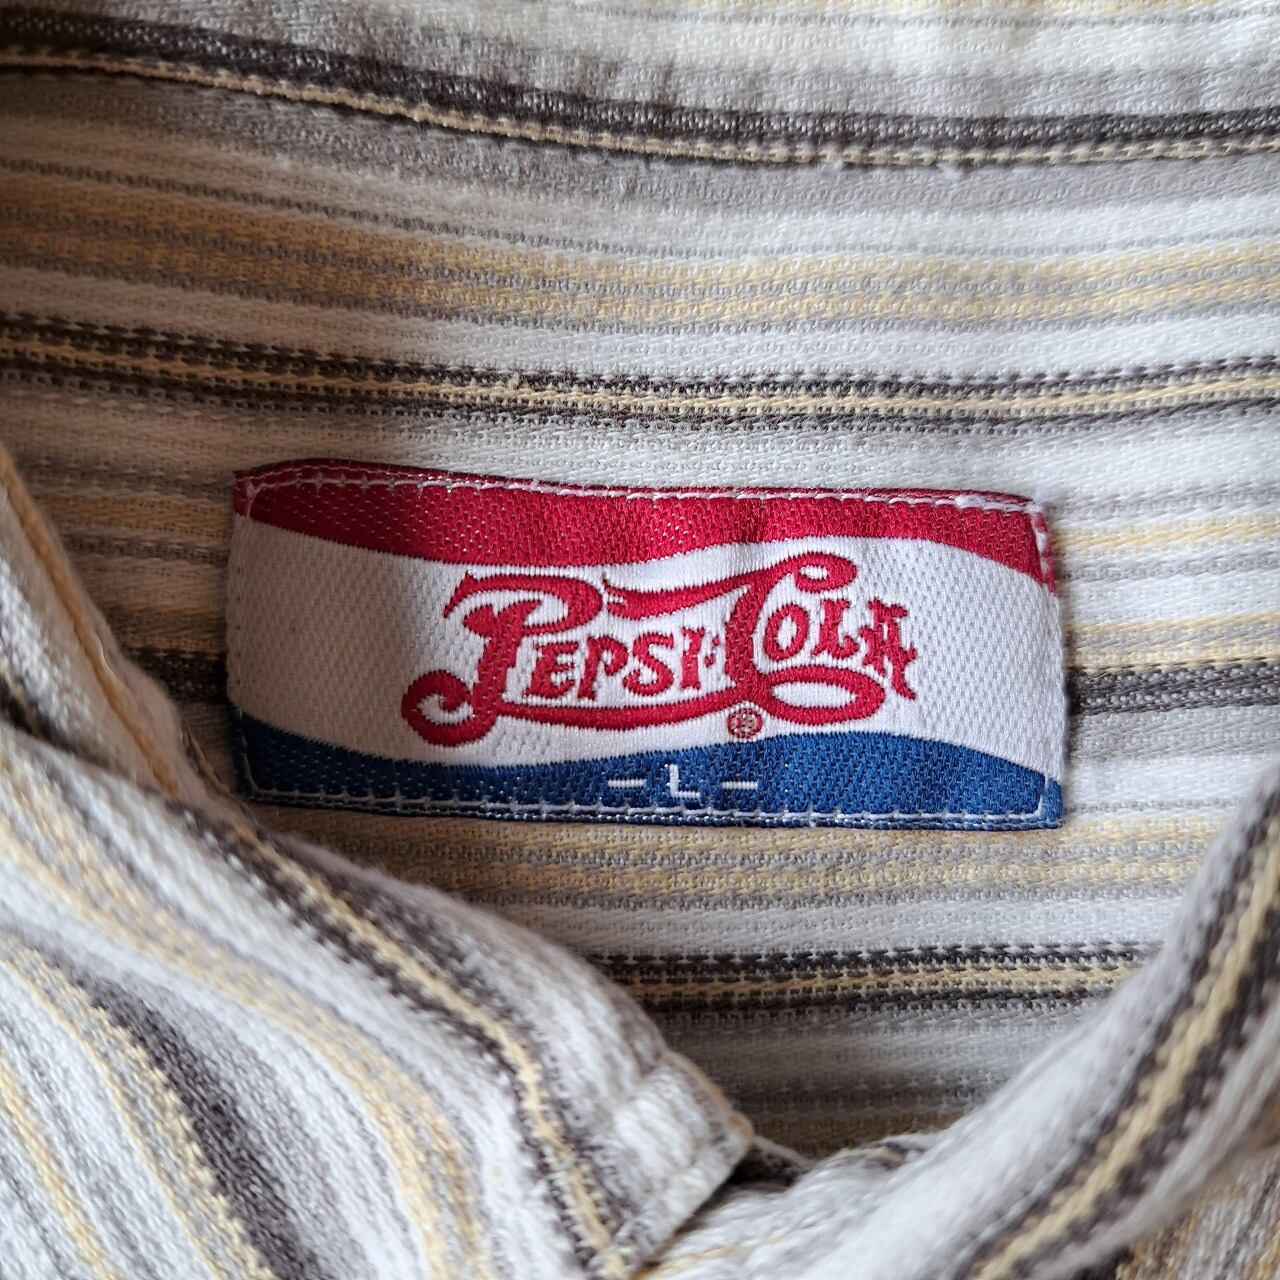 PEPSI-COLA
®
- L -